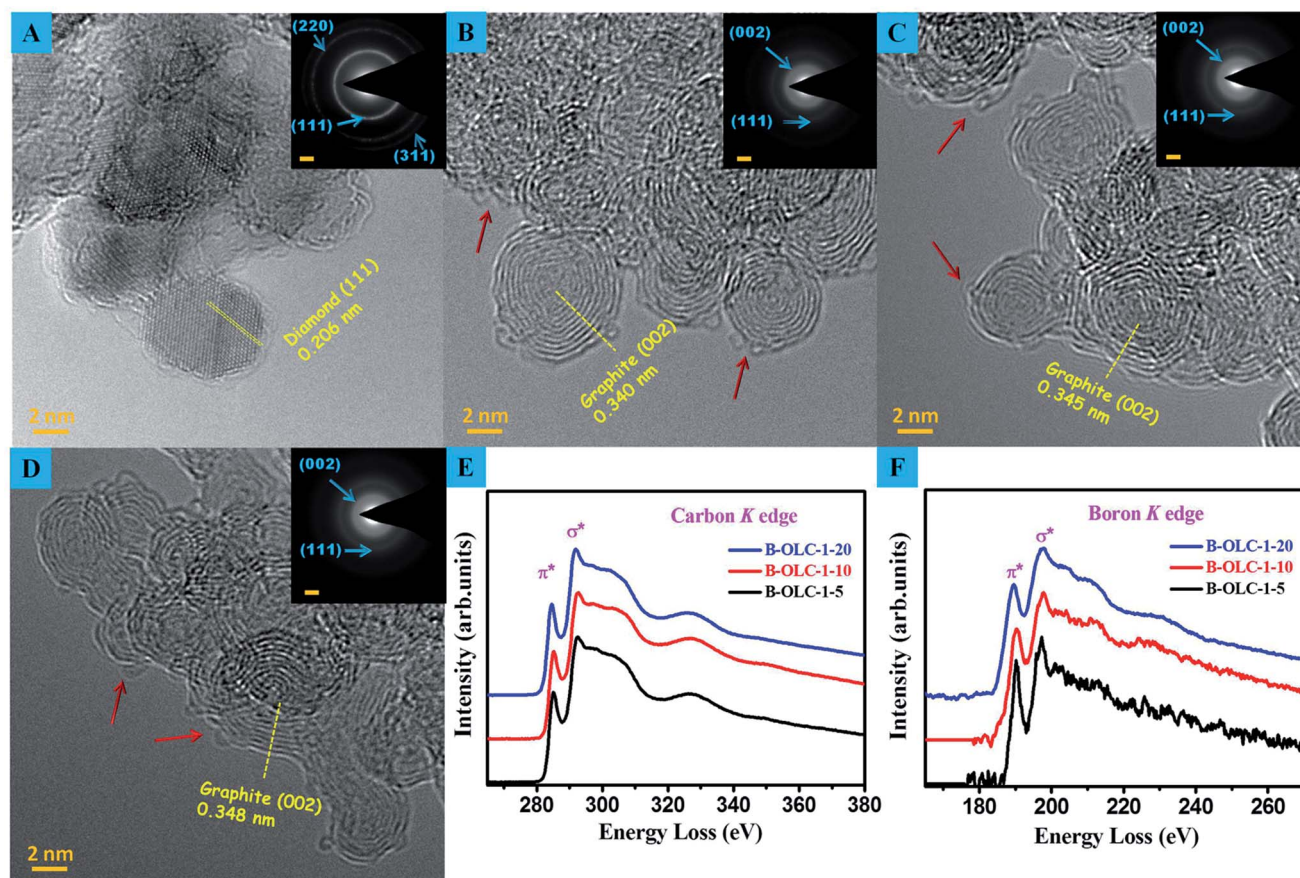 A
(220)
(111)
(311)
Diamond (111)
0.206 nm
2 nm
B
(002)
(111)
Graphite (002)
0.340 nm
2 nm
C
(002)
(111)
Graphite (002)
0.345 nm
2 nm
D
(002)
(111)
Graphite (002)
0.348 nm
2 nm
E
Carbon K edge
π*
σ*
B-OLC-1-20
B-OLC-1-10
B-OLC-1-5
Intensity (arb.units)
280 300 320 340 360 380
Energy Loss (eV)
F
Boron K edge
π*
σ*
B-OLC-1-20
B-OLC-1-10
B-OLC-1-5
Intensity (arb.units)
180 200 220 240 260
Energy Loss (eV)